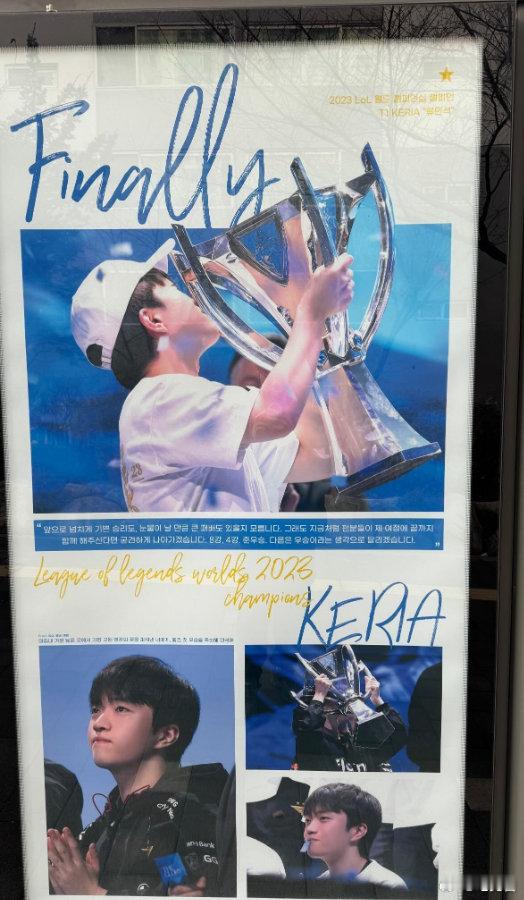 Finally
2023 LoL 월드 챔피언십 챔피언
T1 KERIA "류민석"
" 앞으로 넘치게 기쁜 승리도, 눈물이 날 만큼 큰 패배도 있을지 모릅니다. 그래도 지금처럼 팬분들이 제 여정에 끝까지
함께 해주신다면 굳건하게 나아가겠습니다. 8강, 4강, 준우승, 다음은 우승이라는 생각으로 달리겠습니다. "
League of legends worlds 2023
champions
KERIA
Bank
GG